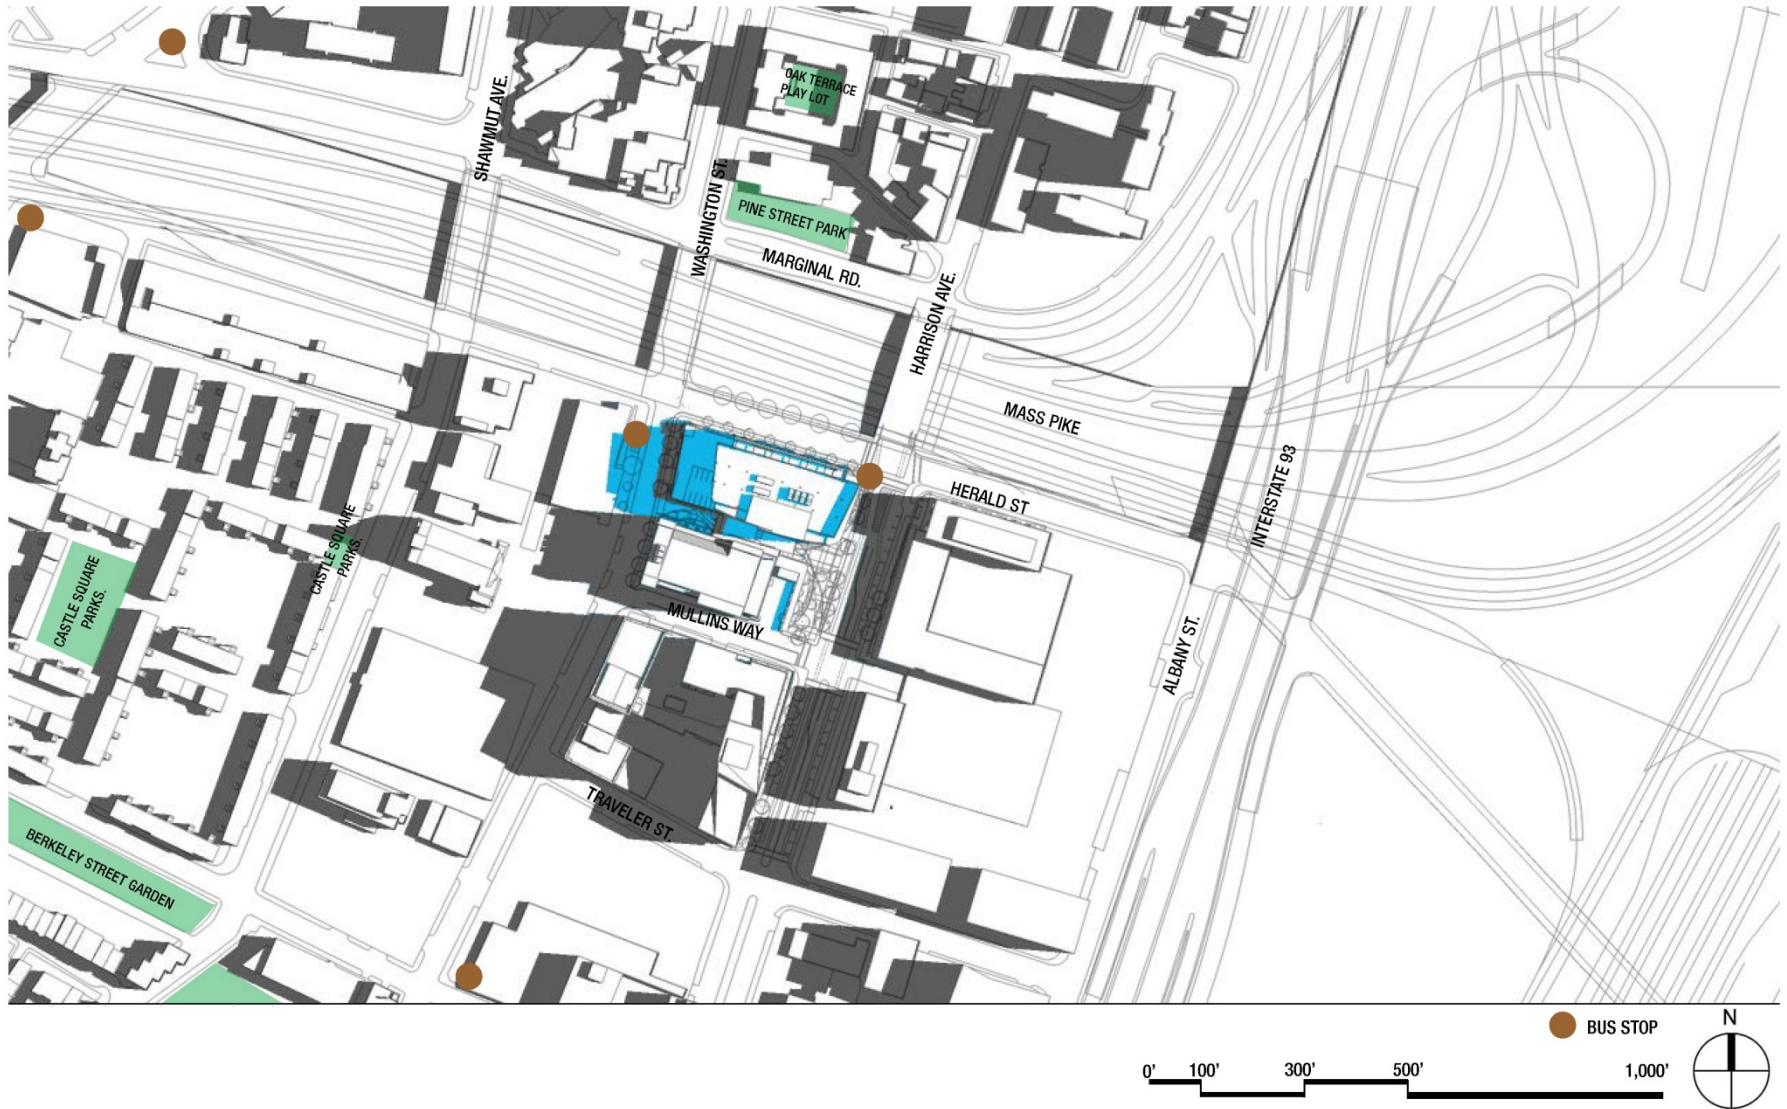 OAK TERRACE
PLAY LOT
SHAWMUT AVE.
WASHINGTON ST.
PINE STREET PARK
MARGINAL RD.
HARRISON AVE.
MASS PIKE
INTERSTATE 93
HERALD ST
CASTLE SQUARE
PARKS.
CASTLE SQUARE
PARKS.
MULLINS WAY
ALBANY ST.
TRAVELER ST.
BERKELEY STREET GARDEN
BUS STOP
N
0' 100' 300' 500' 1,000'